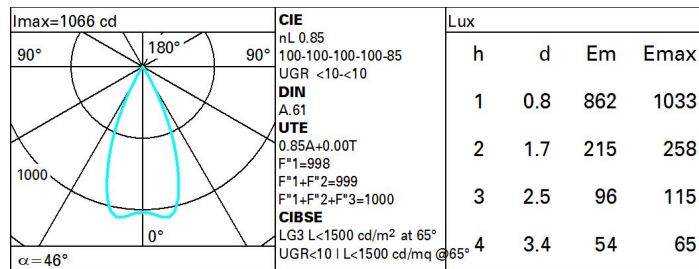 Imax=1066 cd
90° 180° 90°
1000
0°
α=46°
CIE
nL 0.85
100-100-100-100-85
UGR <10-<10
DIN
A.61
UTE
0.85A+0.00T
F"1=998
F"1+F"2=999
F"1+F"2+F"3=1000
CIBSE
LG3 L<1500 cd/m² at 65°
UGR<10 | L<1500 cd/mq @65°
Lux
h d Em Emax
1 0.8 862 1033
2 1.7 215 258
3 2.5 96 115
4 3.4 54 65